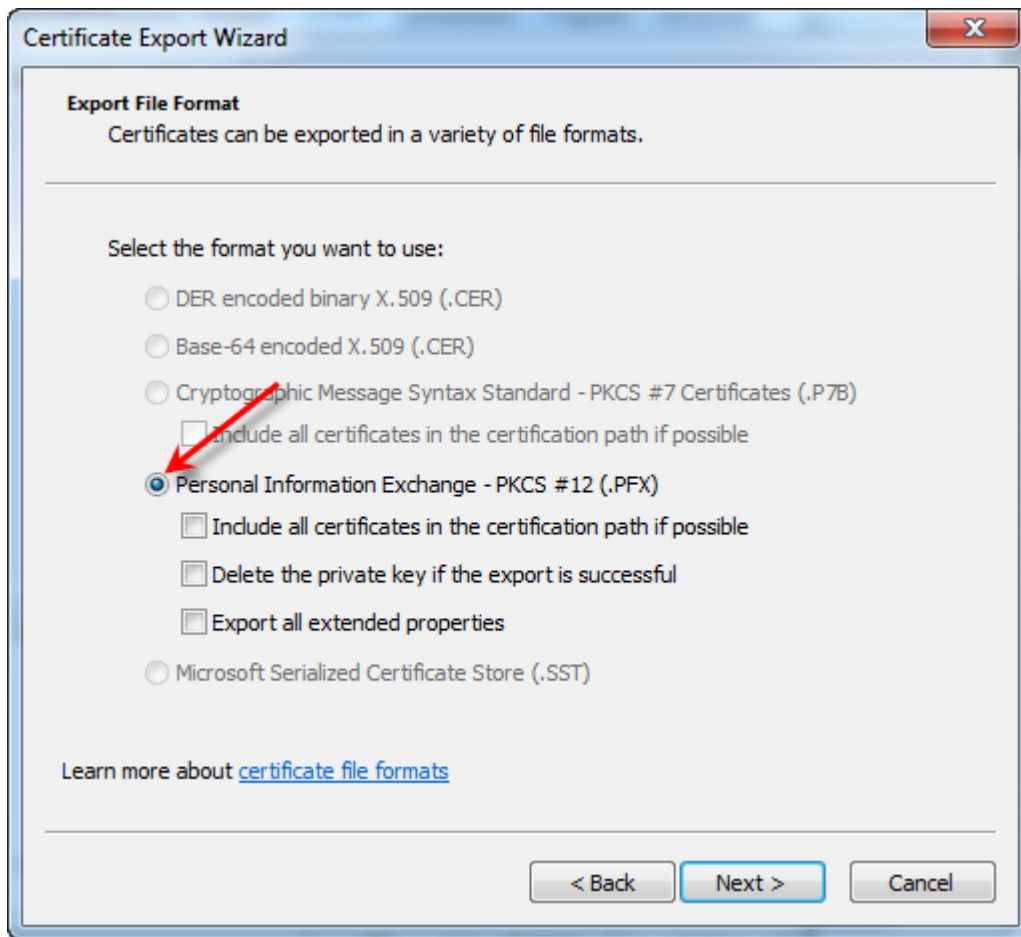 Certificate Export Wizard
Export File Format
Certificates can be exported in a variety of file formats.
Select the format you want to use:
DER encoded binary X.509 (.CER)
Base-64 encoded X.509 (.CER)
Cryptographic Message Syntax Standard - PKCS #7 Certificates (.P7B)
Include all certificates in the certification path if possible
Personal Information Exchange - PKCS #12 (.PFX)
Include all certificates in the certification path if possible
Delete the private key if the export is successful
Export all extended properties
Microsoft Serialized Certificate Store (.SST)
Learn more about certificate file formats
< Back Next > Cancel